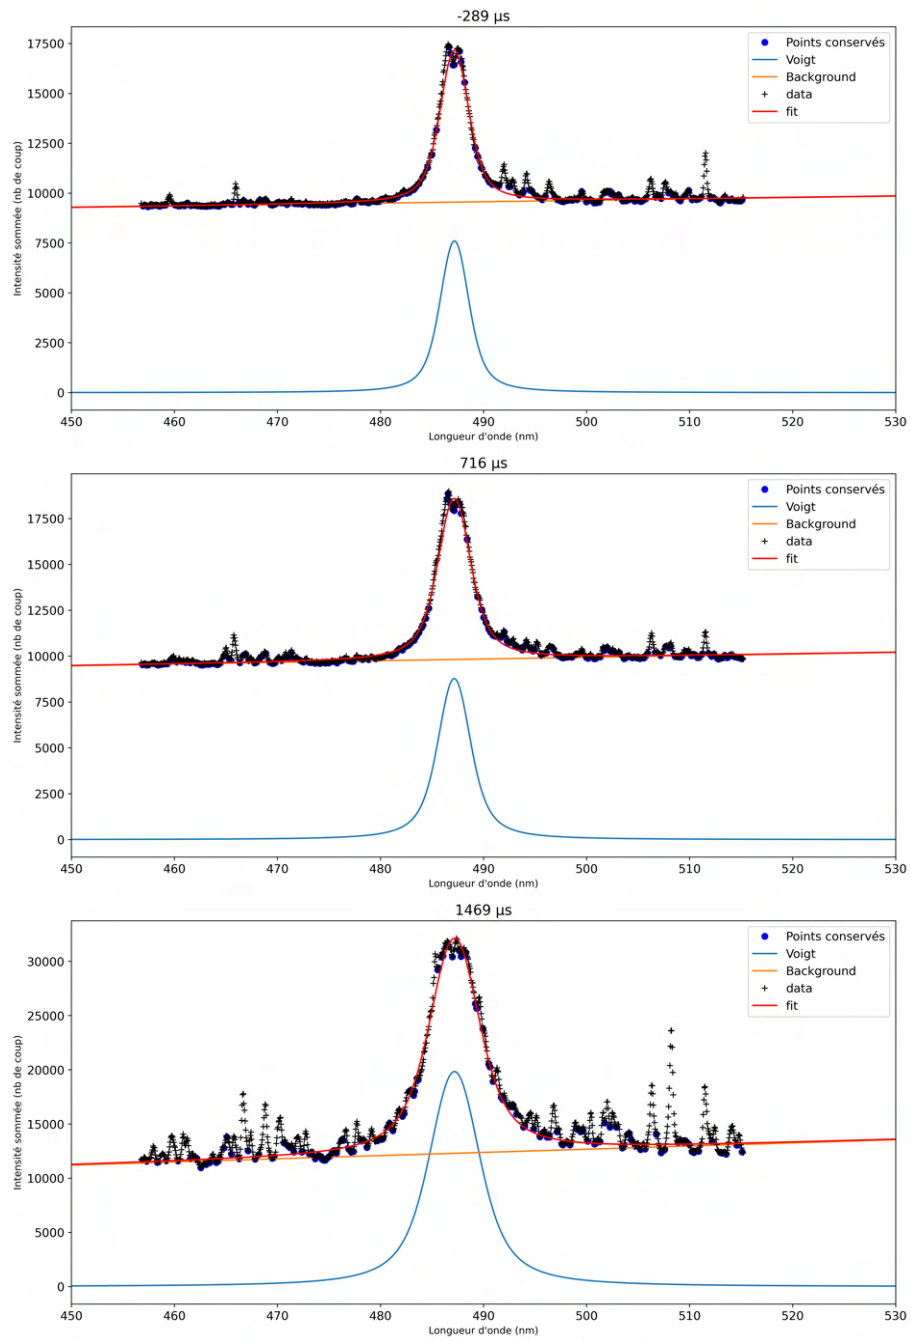 -289 µs
17500
15000
12500
10000
7500
5000
2500
0
Intensité sommée (nb de coup)
Points conservés
Voigt
Background
data
fit
450 460 470 480 490 500 510 520 530
Longueur d'onde (nm)
716 µs
17500
15000
12500
10000
7500
5000
2500
0
Intensité sommée (nb de coup)
Points conservés
Voigt
Background
data
fit
450 460 470 480 490 500 510 520 530
Longueur d'onde (nm)
1469 µs
30000
25000
20000
15000
10000
5000
0
Intensité sommée (nb de coup)
Points conservés
Voigt
Background
data
fit
450 460 470 480 490 500 510 520 530
Longueur d'onde (nm)